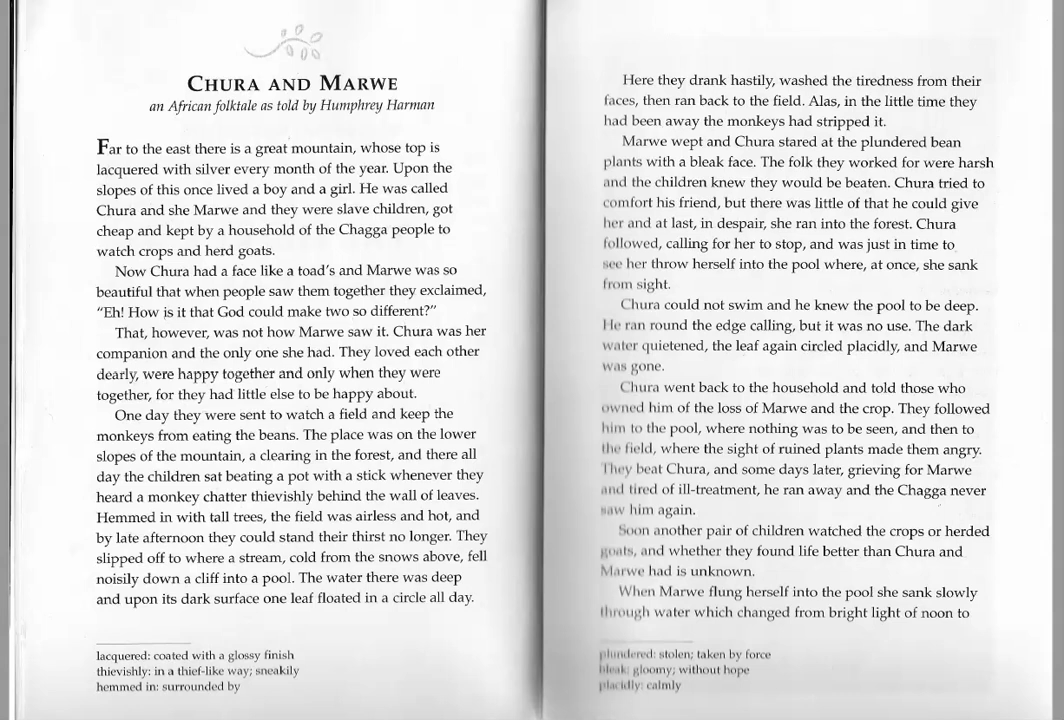 CHURA AND MARWE
an African folktale as told by Humphrey Harman
Far to the east there is a great mountain, whose top is
lacquered with silver every month of the year. Upon the
slopes of this once lived a boy and a girl. He was called
Chura and she Marwe and they were slave children, got
cheap and kept by a household of the Chagga people to
watch crops and herd goats.
Now Chura had a face like a toad's and Marwe was so
beautiful that when people saw them together they exclaimed,
"Eh! How is it that God could make two so different?"
That, however, was not how Marwe saw it. Chura was her
companion and the only one she had. They loved each other
dearly, were happy together and only when they were
together, for they had little else to be happy about.
One day they were sent to watch a field and keep the
monkeys from eating the beans. The place was on the lower
slopes of the mountain, a clearing in the forest, and there all
day the children sat beating a pot with a stick whenever they
heard a monkey chatter thievishly behind the wall of leaves.
Hemmed in with tall trees, the field was airless and hot, and
by late afternoon they could stand their thirst no longer. They
slipped off to where a stream, cold from the snows above, fell
noisily down a cliff into a pool. The water there was deep
and upon its dark surface one leaf floated in a circle all day.
lacquered: coated with a glossy finish
thievishly: in a thief-like way; sneakily
hemmed in: surrounded by
Here they drank hastily, washed the tiredness from their
faces, then ran back to the field. Alas, in the little time they
had been away the monkeys had stripped it.
Marwe wept and Chura stared at the plundered bean
plants with a bleak face. The folk they worked for were harsh
and the children knew they would be beaten. Chura tried to
comfort his friend, but there was little of that he could give
her and at last, in despair, she ran into the forest. Chura
followed, calling for her to stop, and was just in time to
see her throw herself into the pool where, at once, she sank
from sight.
Chura could not swim and he knew the pool to be deep.
He ran round the edge calling, but it was no use. The dark
water quietened, the leaf again circled placidly, and Marwe
was gone.
Chura went back to the household and told those who
owned him of the loss of Marwe and the crop. They followed
him to the pool, where nothing was to be seen, and then to
the field, where the sight of ruined plants made them angry.
They beat Chura, and some days later, grieving for Marwe
and tired of ill-treatment, he ran away and the Chagga never
saw him again.
Soon another pair of children watched the crops or herded
goats, and whether they found life better than Chura and
Marwe had is unknown.
When Marwe flung herself into the pool she sank slowly
through water which changed from bright light of noon to
plundered: stolen; taken by force
bleak: gloomy; without hope
placidly: calmly